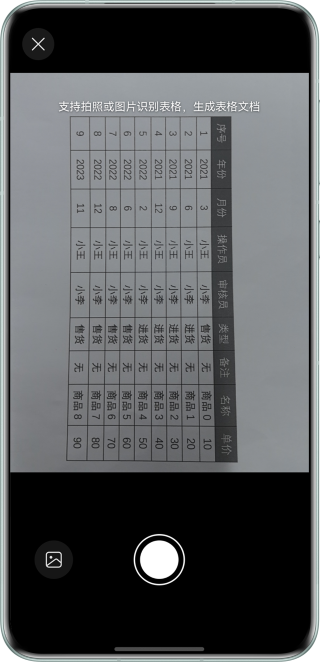 支持拍照或图片识别表格，生成表格文档
序号 年份 月份 操作员 审核员 类型 备注 名称 单价
1 2021 3 小王 小李 售货 无 商品0 10
2 2021 6 小王 小李 进货 无 商品1 20
3 2021 9 小王 小李 进货 无 商品2 30
4 2021 12 小王 小李 进货 无 商品3 40
5 2022 2 小王 小李 进货 无 商品4 50
6 2022 6 小王 小李 售货 无 商品5 60
7 2022 8 小王 小李 售货 无 商品6 70
8 2022 12 小王 小李 售货 无 商品7 80
9 2023 11 小王 小李 售货 无 商品8 90